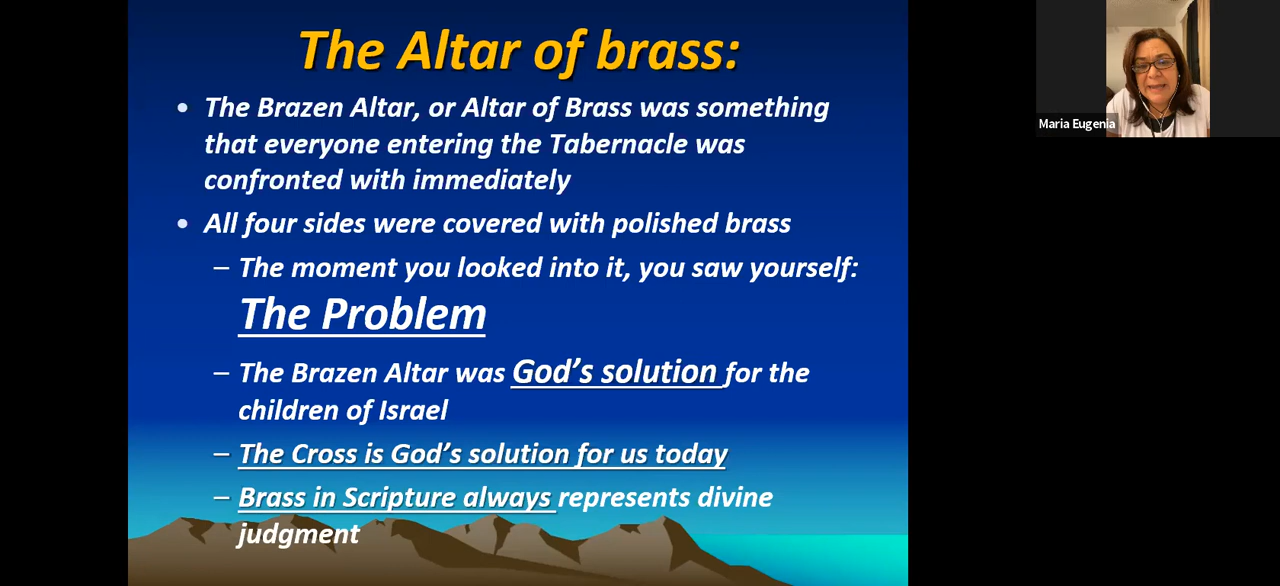 The Altar of brass:
• The Brazen Altar, or Altar of Brass was something
that everyone entering the Tabernacle was
confronted with immediately
• All four sides were covered with polished brass
– The moment you looked into it, you saw yourself:
The Problem
– The Brazen Altar was God’s solution for the
children of Israel
– The Cross is God’s solution for us today
– Brass in Scripture always represents divine
judgment
Maria Eugenia